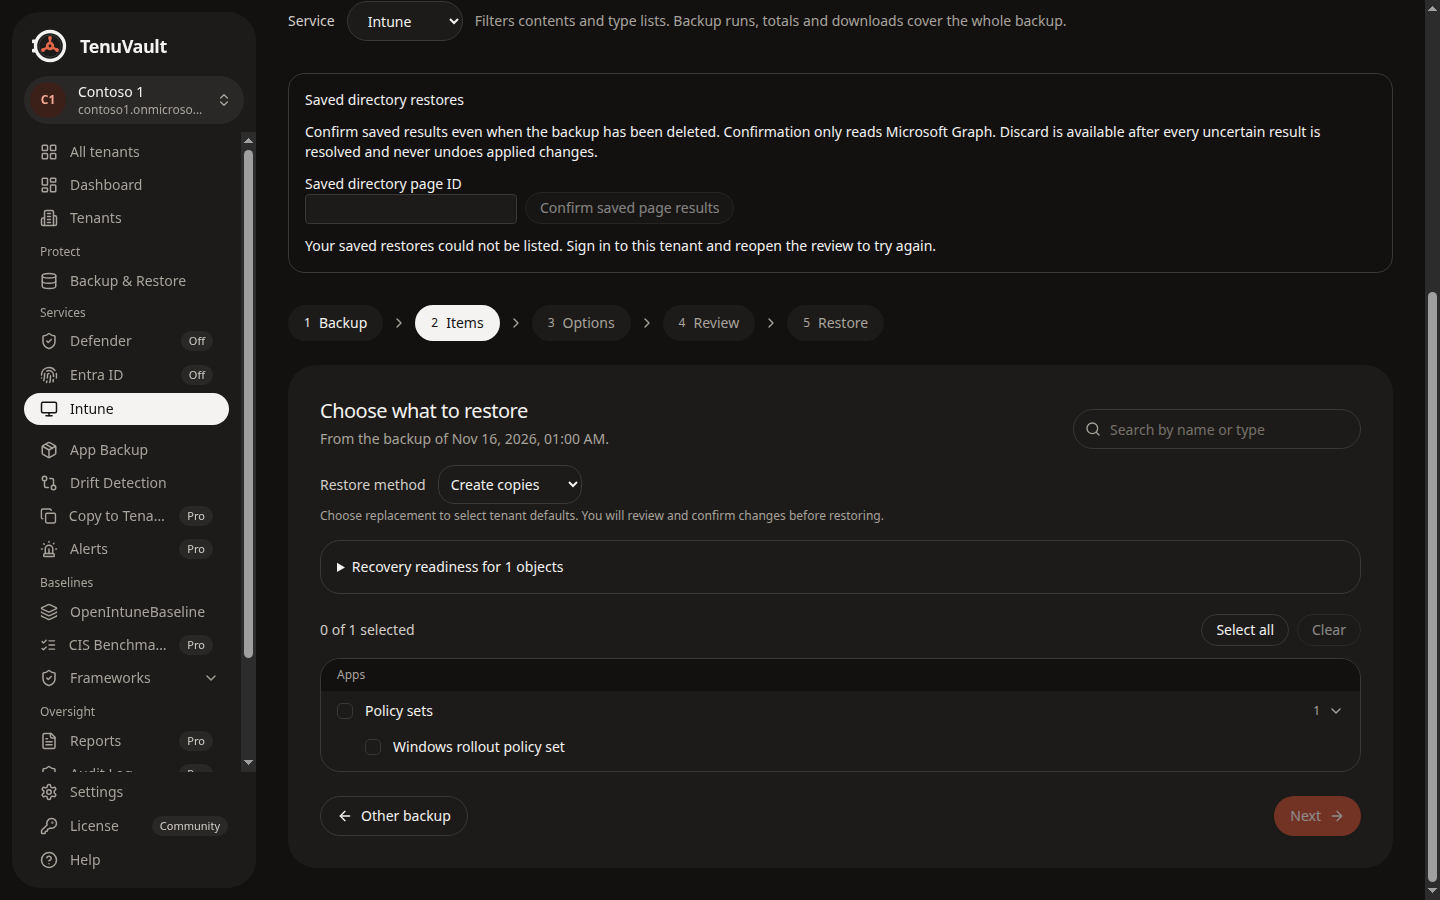 TenuVault
C1
Contoso 1
contoso1.onmicroso...
All tenants
Dashboard
Tenants
Protect
Backup & Restore
Services
Defender Off
Entra ID Off
Intune
App Backup
Drift Detection
Copy to Tena... Pro
Alerts Pro
Baselines
OpenIntuneBaseline
CIS Benchma... Pro
Frameworks
Oversight
Reports Pro
Audit Log Pro
Settings
License Community
Help
Service Intune Filters contents and type lists. Backup runs, totals and downloads cover the whole backup.
Saved directory restores
Confirm saved results even when the backup has been deleted. Confirmation only reads Microsoft Graph. Discard is available after every uncertain result is
resolved and never undoes applied changes.
Saved directory page ID
Confirm saved page results
Your saved restores could not be listed. Sign in to this tenant and reopen the review to try again.
1 Backup 2 Items 3 Options 4 Review 5 Restore
Choose what to restore
From the backup of Nov 16, 2026, 01:00 AM.
Search by name or type
Restore method Create copies
Choose replacement to select tenant defaults. You will review and confirm changes before restoring.
Recovery readiness for 1 objects
0 of 1 selected
Select all Clear
Apps
Policy sets 1
Windows rollout policy set
Other backup
Next